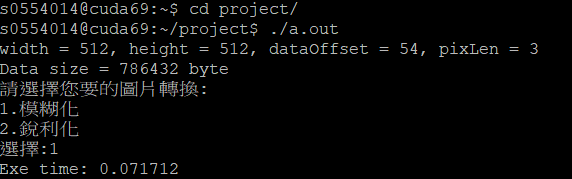 s0554014@cuda69:~$ cd project/
s0554014@cuda69:~/project$ ./a.out
width = 512, height = 512, dataOffset = 54, pixLen = 3
Data size = 786432 byte
請選擇您要的圖片轉換:
1.模糊化
2.銳利化
選擇:1
Exe time: 0.071712